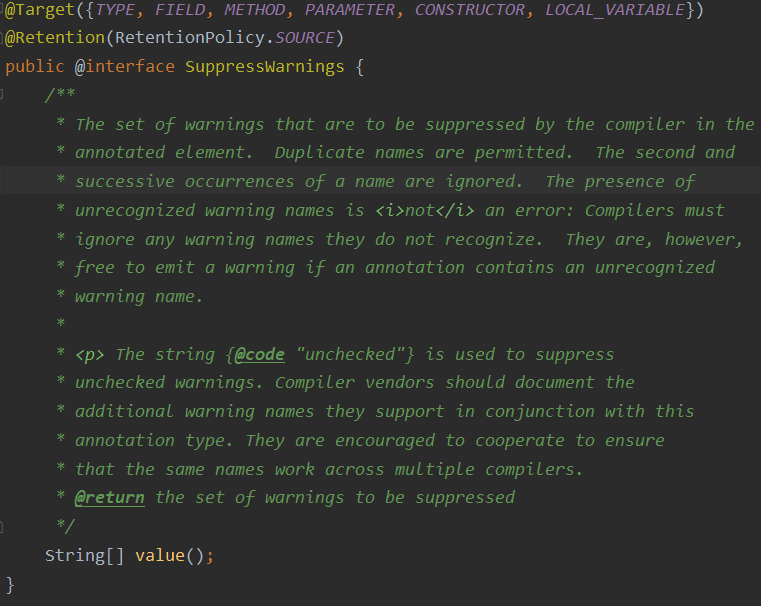 @Target({TYPE, FIELD, METHOD, PARAMETER, CONSTRUCTOR, LOCAL_VARIABLE})
@Retention(RetentionPolicy.SOURCE)
public @interface SuppressWarnings {
    /**
     * The set of warnings that are to be suppressed by the compiler in the
     * annotated element.  Duplicate names are permitted.  The second and
     * successive occurrences of a name are ignored.  The presence of
     * unrecognized warning names is <i>not</i> an error: Compilers must
     * ignore any warning names they do not recognize.  They are, however,
     * free to emit a warning if an annotation contains an unrecognized
     * warning name.
     *
     * <p> The string {@code "unchecked"} is used to suppress
     * unchecked warnings. Compiler vendors should document the
     * additional warning names they support in conjunction with this
     * annotation type. They are encouraged to cooperate to ensure
     * that the same names work across multiple compilers.
     * @return the set of warnings to be suppressed
     */
    String[] value();
}